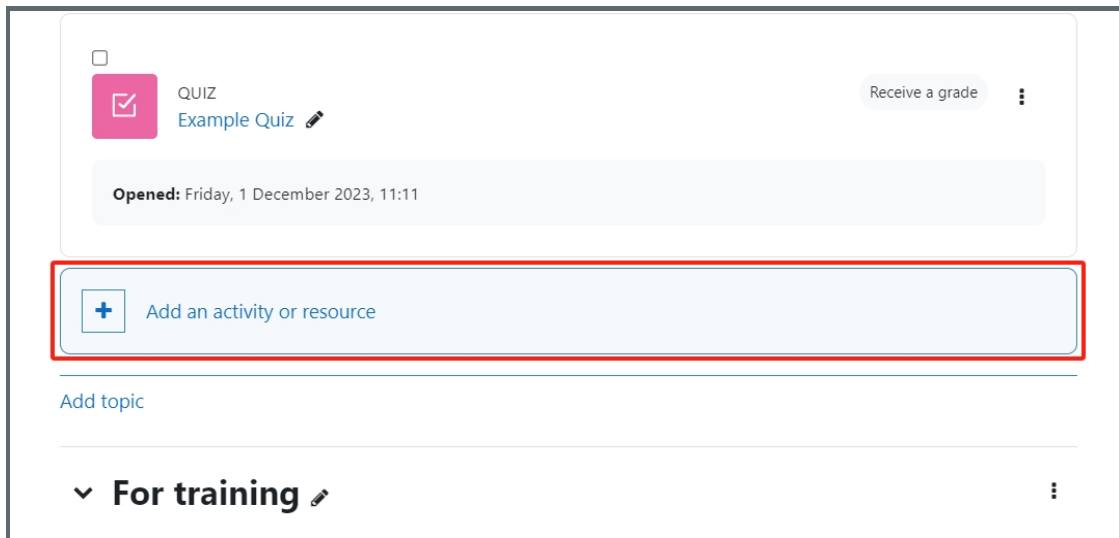 QUIZ
Receive a grade
Example Quiz
Opened: Friday, 1 December 2023, 11:11
Add an activity or resource
Add topic
For training